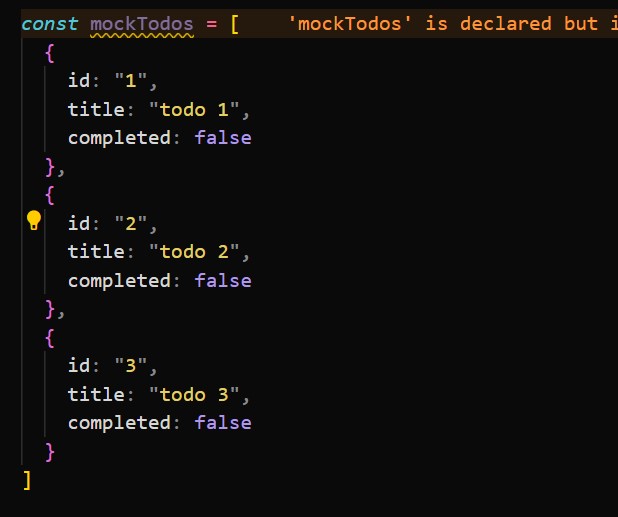 const mockTodos = [    'mockTodos' is declared but
  {
    id: "1",
    title: "todo 1",
    completed: false
  },
  {
    id: "2",
    title: "todo 2",
    completed: false
  },
  {
    id: "3",
    title: "todo 3",
    completed: false
  }
]